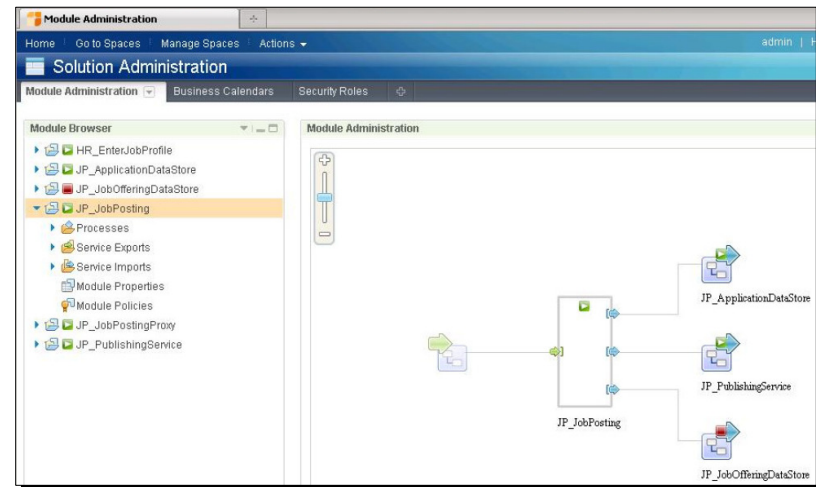 Module Administration
Home Go to Spaces Manage Spaces Actions admin
Solution Administration
Module Administration Business Calendars Security Roles
Module Browser
Module Administration
HR_EnterJobProfile
JP_ApplicationDataStore
JP_JobOfferingDataStore
JP_JobPosting
Processes
Service Exports
Service Imports
Module Properties
Module Policies
JP_JobPostingProxy
JP_PublishingService
JP_ApplicationDataStore
JP_PublishingService
JP_JobPosting
JP_JobOfferingDataStore